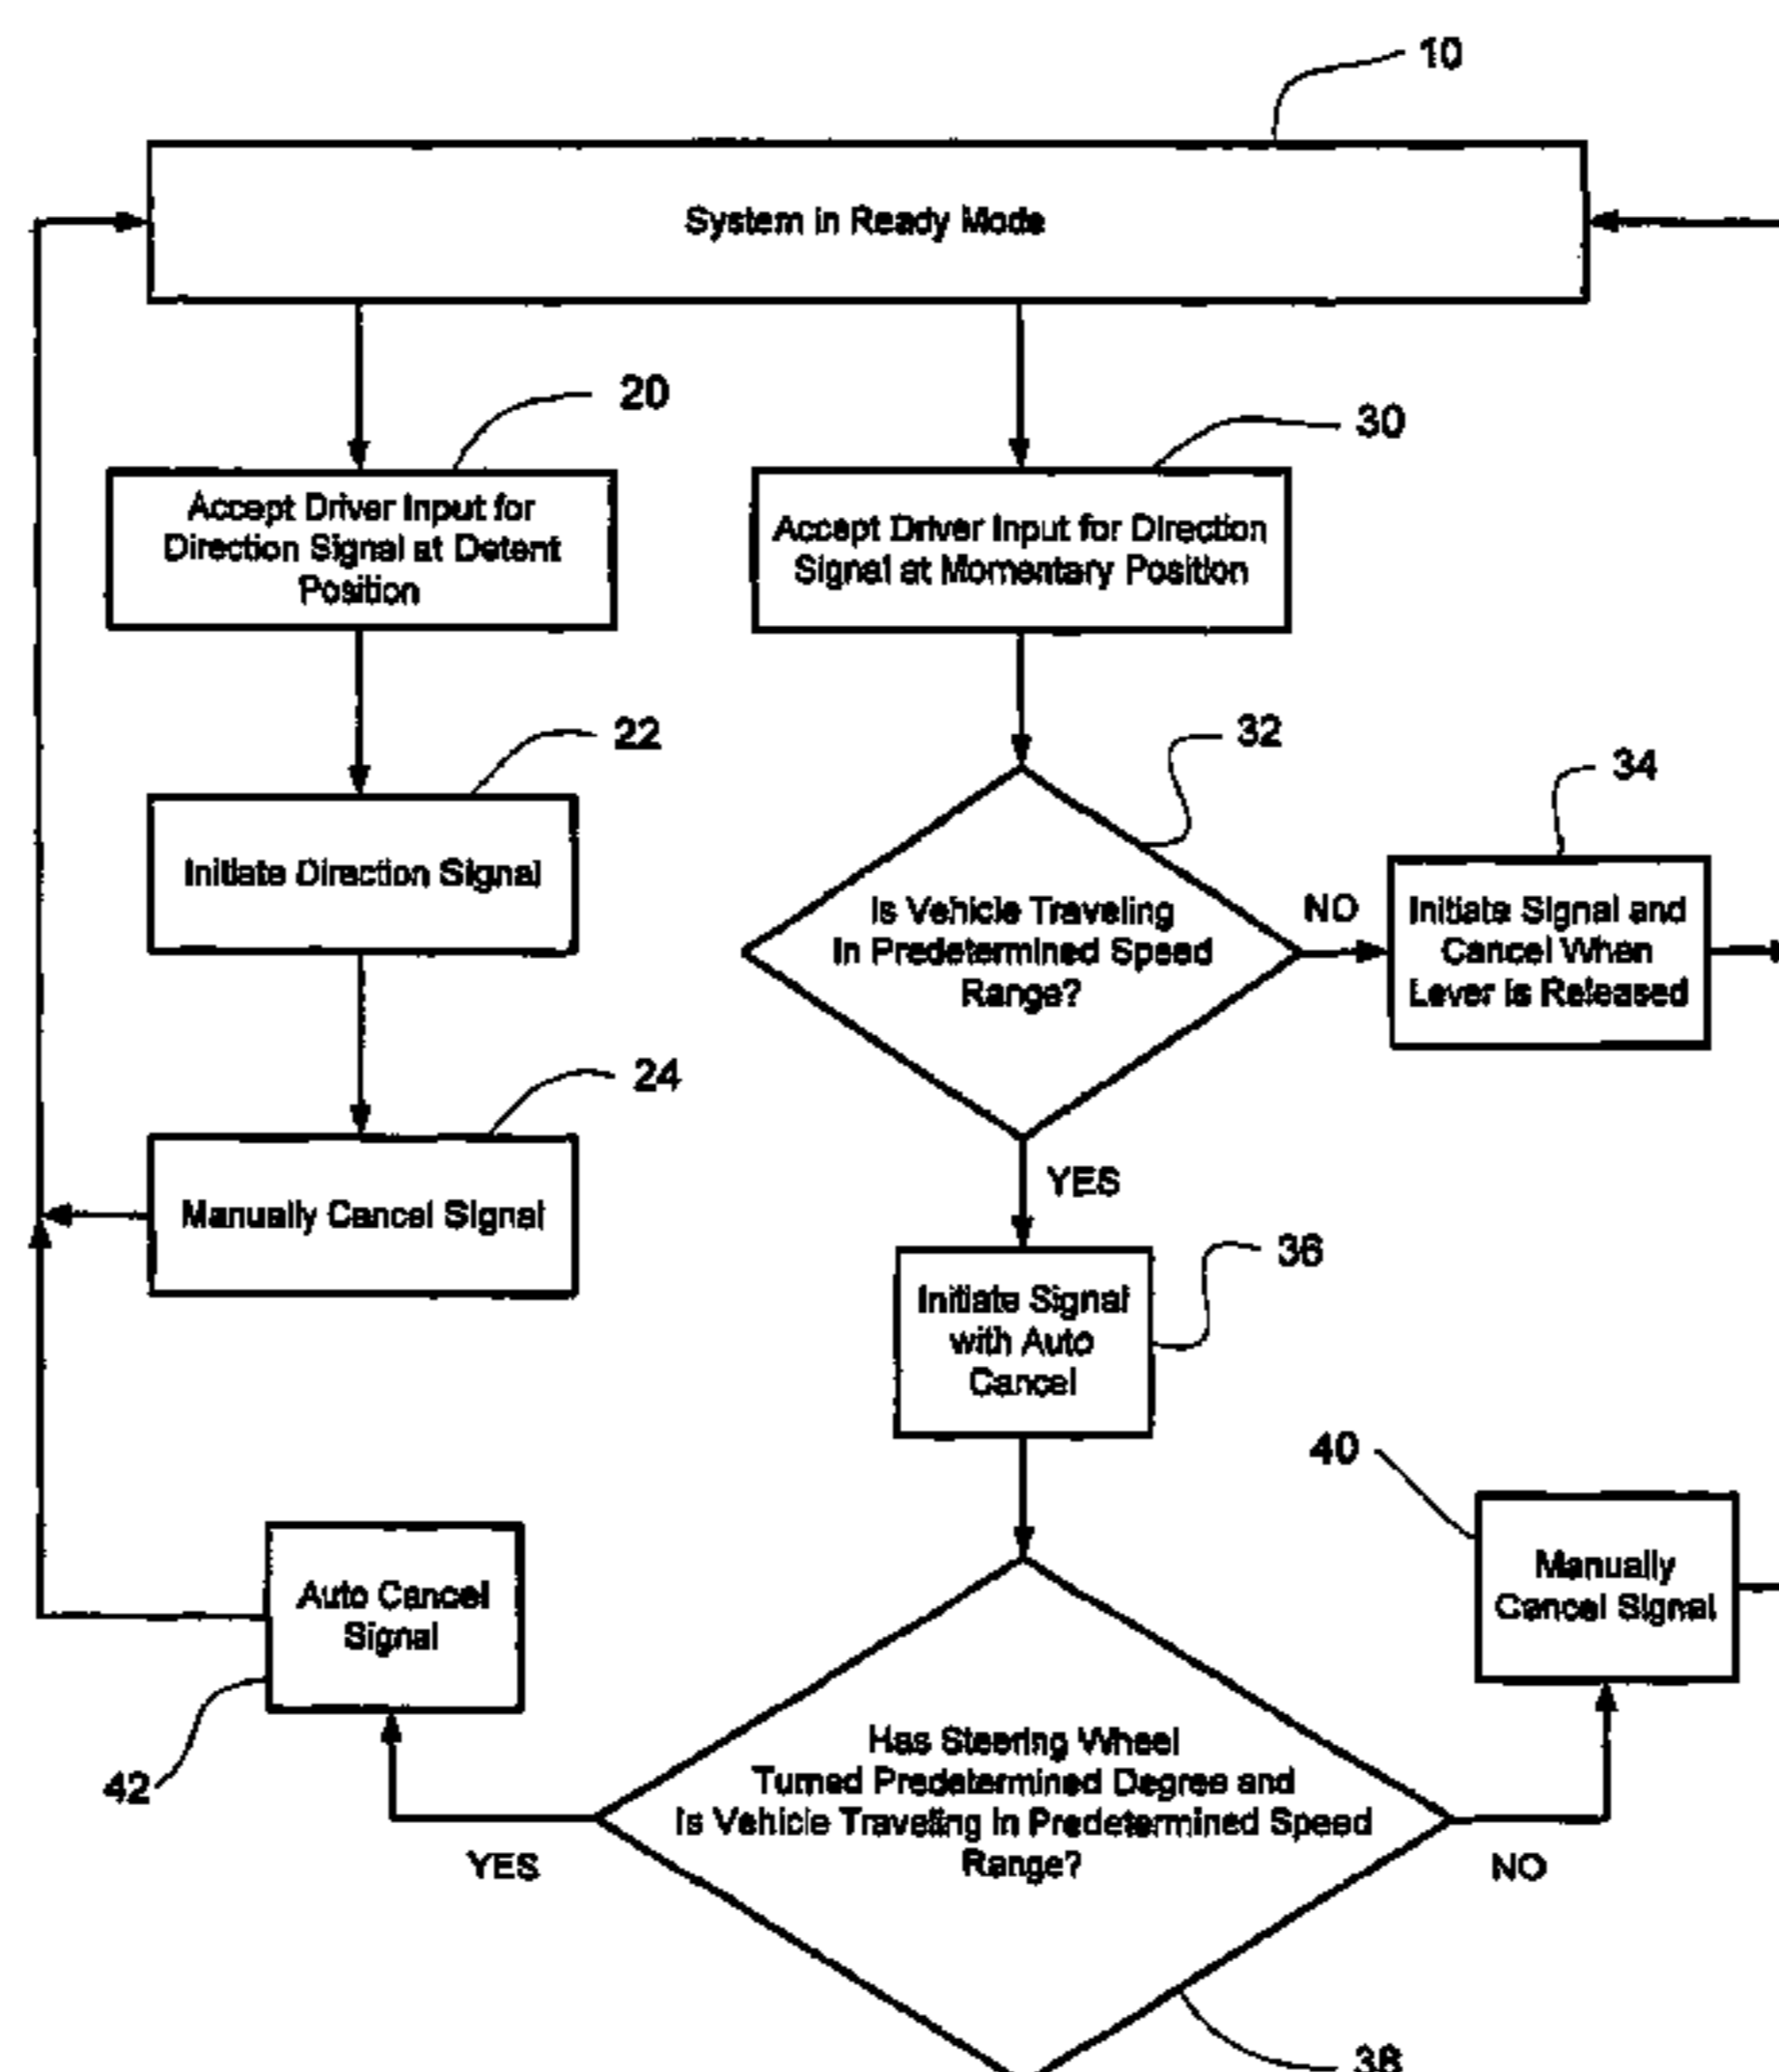 10
System in Ready Mode
20
30
Accept Driver Input for
Direction Signal at Detent
Position
Accept Driver Input for Direction
Signal at Momentary Position
22
32
34
Initiate Direction Signal
Is Vehicle Traveling
In Predetermined Speed
Range?
NO
Initiate Signal and
Cancel When
Lever is Released
24
YES
Manually Cancel Signal
36
Initiate Signal
with Auto
Cancel
40
Manually
Cancel Signal
Auto Cancel
Signal
42
Has Steering Wheel
Turned Predetermined Degree and
Is Vehicle Traveling In Predetermined Speed
Range?
YES
NO
38